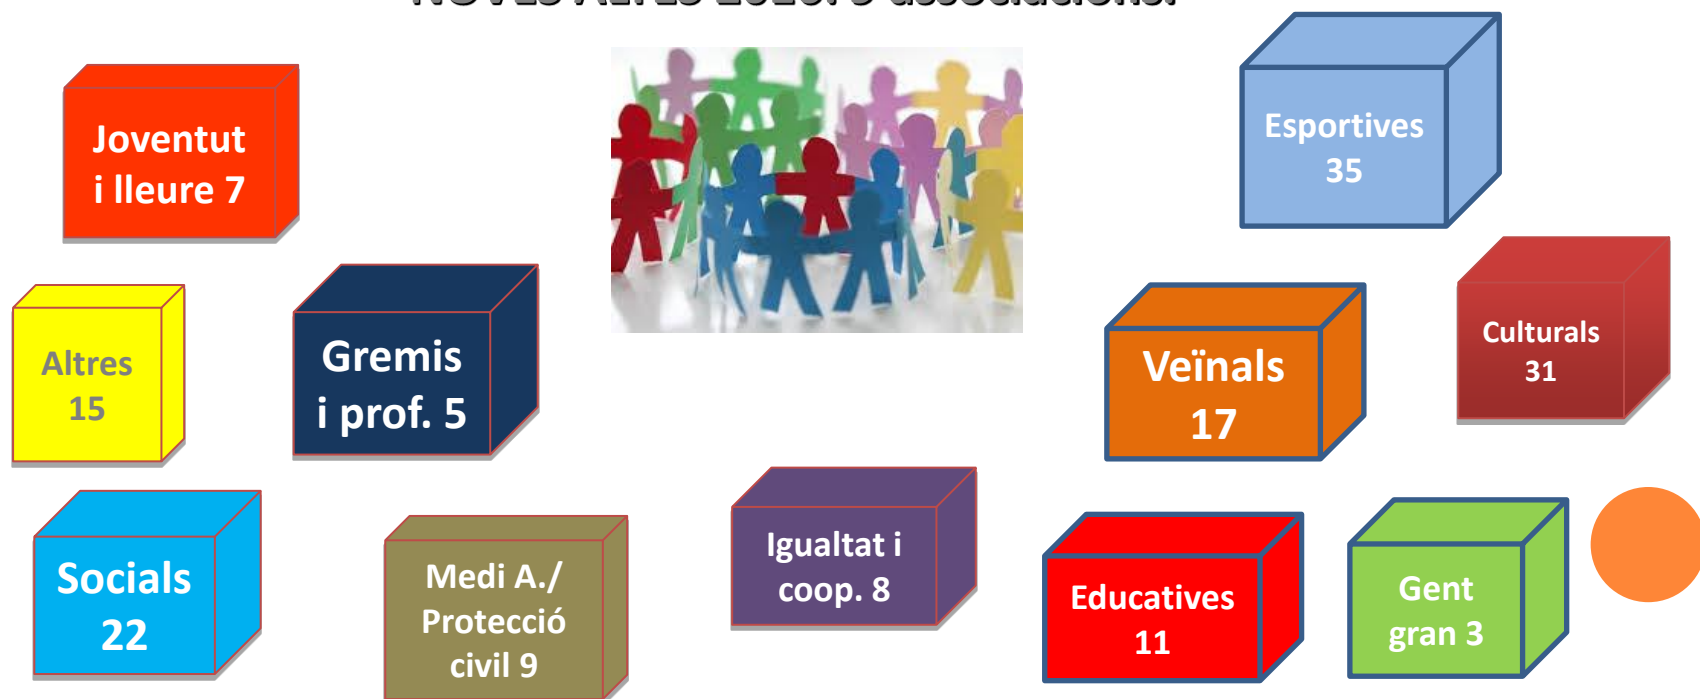 associacions.
Joventut
i lleure 7
Esportives
35
Altres
15
Gremis
i prof. 5
Veïnals
17
Culturals
31
Socials
22
Medi A./
Protecció
civil 9
Igualtat i
coop. 8
Educatives
11
Gent
gran 3